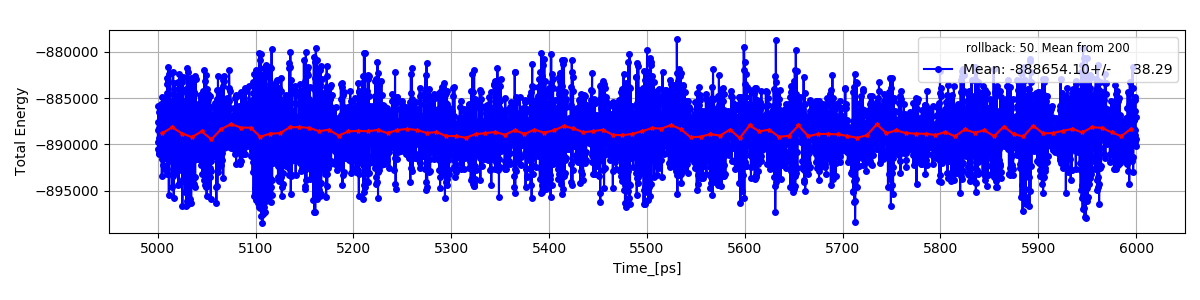 rollback: 50. Mean from 200
Mean: -888654.10+/- 38.29
Total Energy
−880000
−885000
−890000
−895000
5000 5100 5200 5300 5400 5500 5600 5700 5800 5900 6000
Time_[ps]